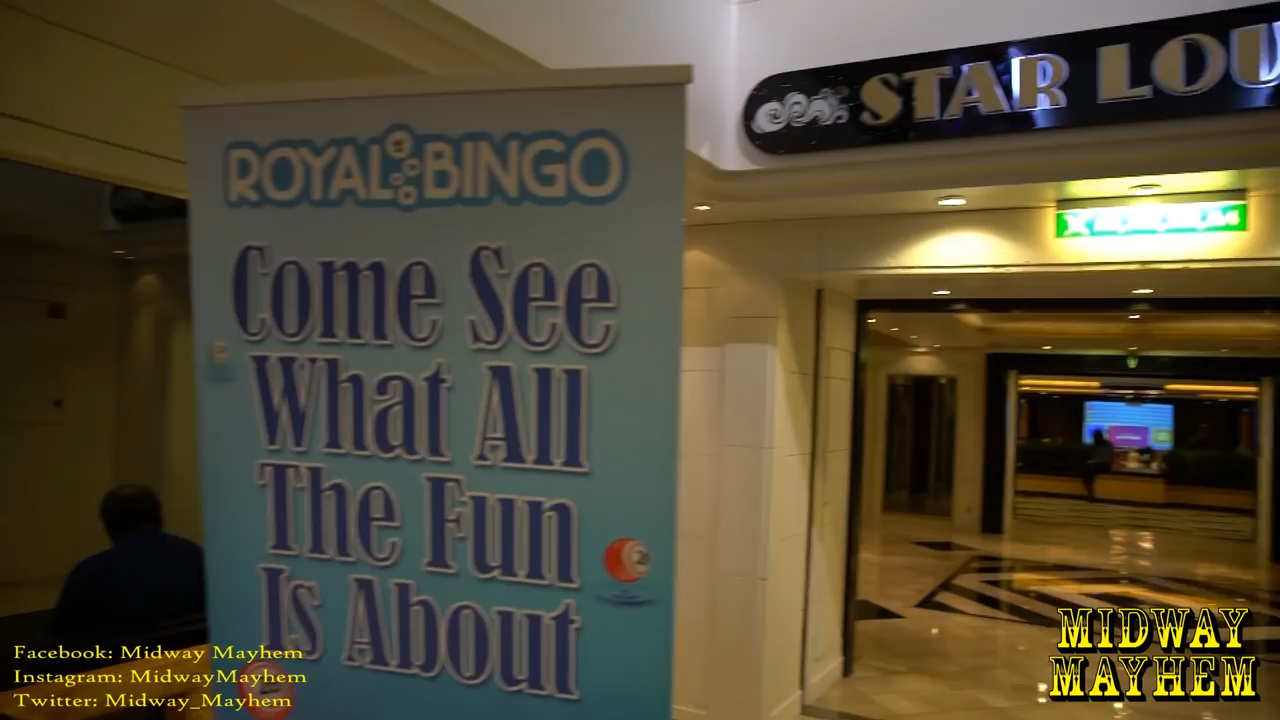 ROYAL BINGO
Come See
What All
The Fun
Is About
STAR LOU
Facebook: Midway Mayhem
Instagram: MidwayMayhem
Twitter: Midway_Mayhem
MIDWAY
MAYHEM